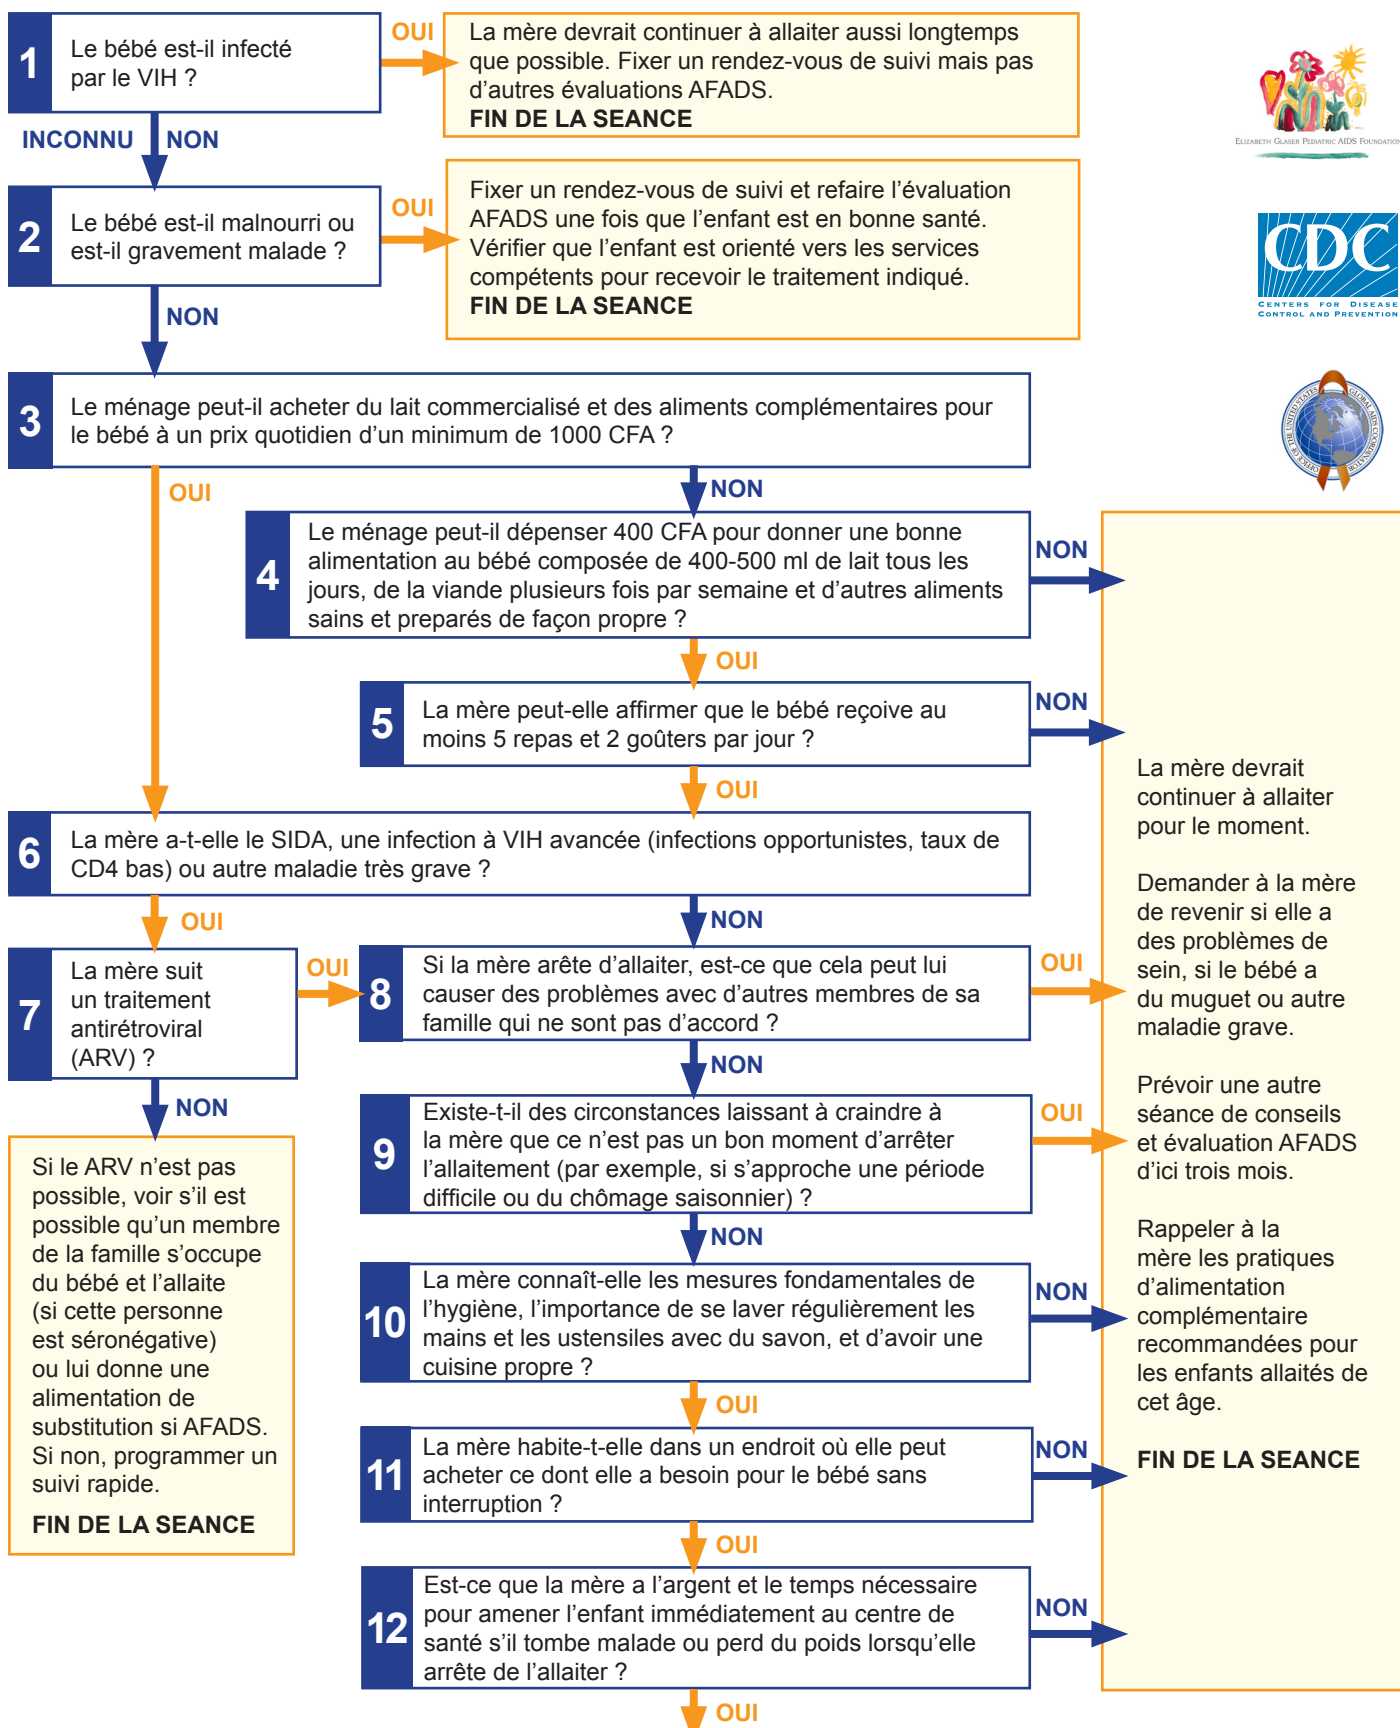 1
Le bébé est-il infecté
par le VIH ?
OUI
La mère devrait continuer à allaiter aussi longtemps
que possible. Fixer un rendez-vous de suivi mais pas
d'autres évaluations AFADS.
FIN DE LA SEANCE
ELIZABETH GLASER PEDIATRIC AIDS FOUNDATION
INCONNU
NON
2
Le bébé est-il malnourri ou
est-il gravement malade ?
OUI
Fixer un rendez-vous de suivi et refaire l'évaluation
AFADS une fois que l'enfant est en bonne santé.
Vérifier que l'enfant est orienté vers les services
compétents pour recevoir le traitement indiqué.
FIN DE LA SEANCE
CDC
CENTERS FOR DISEASE
CONTROL AND PREVENTION
NON
3
Le ménage peut-il acheter du lait commercialisé et des aliments complémentaires pour
le bébé à un prix quotidien d'un minimum de 1000 CFA ?
OFFICE OF THE UNITED STATES GLOBAL AIDS COORDINATOR
OUI
NON
4
Le ménage peut-il dépenser 400 CFA pour donner une bonne
alimentation au bébé composée de 400-500 ml de lait tous les
jours, de la viande plusieurs fois par semaine et d'autres aliments
sains et preparés de façon propre ?
NON
OUI
5
La mère peut-elle affirmer que le bébé reçoive au
moins 5 repas et 2 goûters par jour ?
NON
OUI
6
La mère a-t-elle le SIDA, une infection à VIH avancée (infections opportunistes, taux de
CD4 bas) ou autre maladie très grave ?
OUI
NON
7
La mère suit
un traitement
antirétroviral
(ARV) ?
OUI
NON
Si le ARV n'est pas
possible, voir s'il est
possible qu'un membre
de la famille s'occupe
du bébé et l'allaite
(si cette personne
est séronégative)
ou lui donne une
alimentation de
substitution si AFADS.
Si non, programmer un
suivi rapide.
FIN DE LA SEANCE
8
Si la mère arête d'allaiter, est-ce que cela peut lui
causer des problèmes avec d'autres membres de sa
famille qui ne sont pas d'accord ?
OUI
NON
9
Existe-t-il des circonstances laissant à craindre à
la mère que ce n'est pas un bon moment d'arrêter
l'allaitement (par exemple, si s'approche une période
difficile ou du chômage saisonnier) ?
OUI
NON
10
La mère connaît-elle les mesures fondamentales de
l'hygiène, l'importance de se laver régulièrement les
mains et les ustensiles avec du savon, et d'avoir une
cuisine propre ?
NON
OUI
11
La mère habite-t-elle dans un endroit où elle peut
acheter ce dont elle a besoin pour le bébé sans
interruption ?
NON
OUI
12
Est-ce que la mère a l'argent et le temps nécessaire
pour amener l'enfant immédiatement au centre de
santé s'il tombe malade ou perd du poids lorsqu'elle
arrête de l'allaiter ?
NON
OUI
La mère devrait
continuer à allaiter
pour le moment.
Demander à la mère
de revenir si elle a
des problèmes de
sein, si le bébé a
du muguet ou autre
maladie grave.
Prévoir une autre
séance de conseils
et évaluation AFADS
d'ici trois mois.
Rappeler à la
mère les pratiques
d'alimentation
complémentaire
recommandées pour
les enfants allaités de
cet âge.
FIN DE LA SEANCE